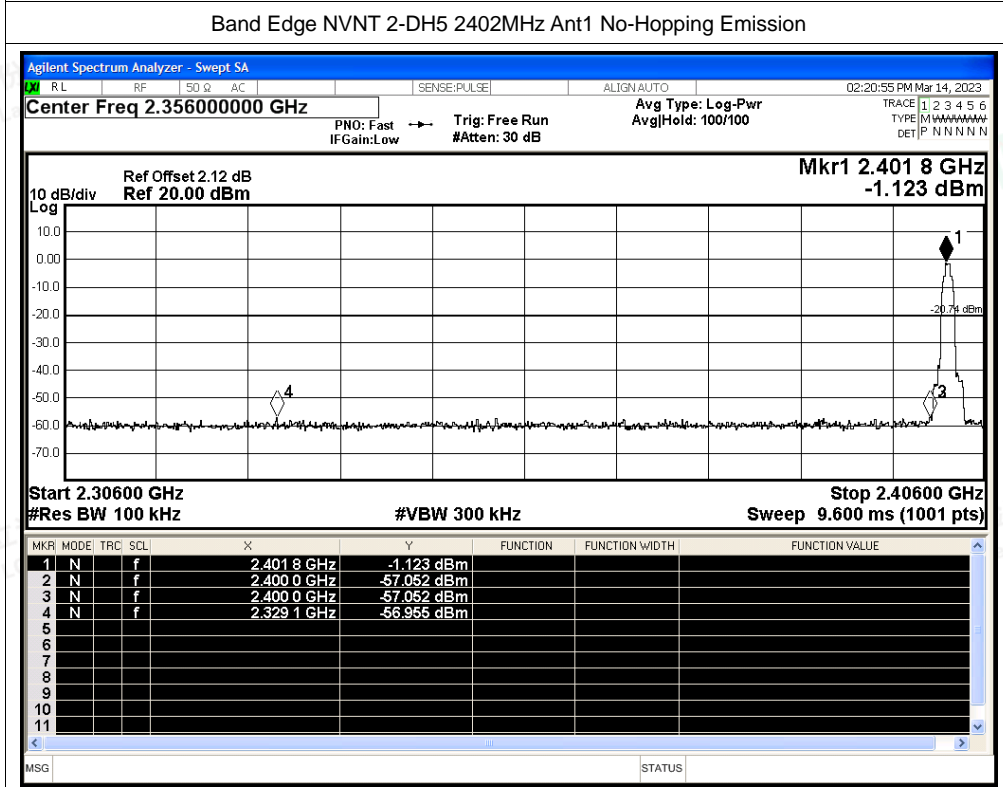 Band Edge NVNT 2-DH5 2402MHz Ant1 No-Hopping Emission
Agilent Spectrum Analyzer - Swept SA
LXI RL RF 50 Ω AC SENSE:PULSE ALIGN AUTO 02:20:55 PM Mar 14, 2023
Center Freq 2.356000000 GHz
PNO: Fast
IFGain:Low
Trig: Free Run
#Atten: 30 dB
Avg Type: Log-Pwr
Avg|Hold: 100/100
TRACE 1 2 3 4 5 6
TYPE M
DET P N N N N N
Mkr1 2.401 8 GHz
-1.123 dBm
Ref Offset 2.12 dB
10 dB/div Ref 20.00 dBm
Log
10.0
0.00
-10.0
-20.0
-30.0
-40.0
-50.0
-60.0
-70.0
1
-20.74 dBm
4
3
Start 2.30600 GHz Stop 2.40600 GHz
#Res BW 100 kHz #VBW 300 kHz Sweep 9.600 ms (1001 pts)
MKR MODE TRC SCL X Y FUNCTION FUNCTION WIDTH FUNCTION VALUE
1 N f 2.401 8 GHz -1.123 dBm
2 N f 2.400 0 GHz -57.052 dBm
3 N f 2.400 0 GHz -57.052 dBm
4 N f 2.329 1 GHz -56.955 dBm
5
6
7
8
9
10
11
MSG STATUS